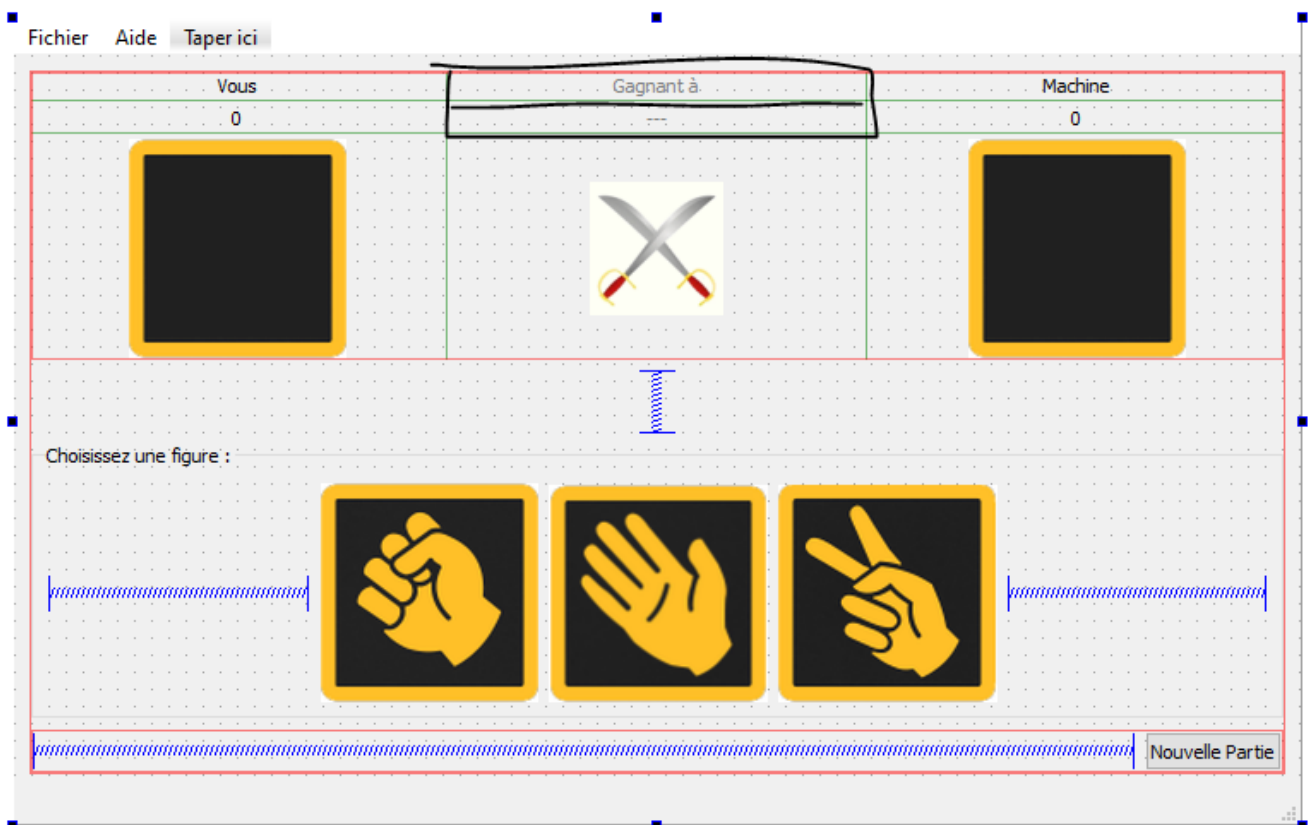 Fichier Aide Taper ici
Vous Gagnant à Machine
0 --- 0
Choisissez une figure :
Nouvelle Partie